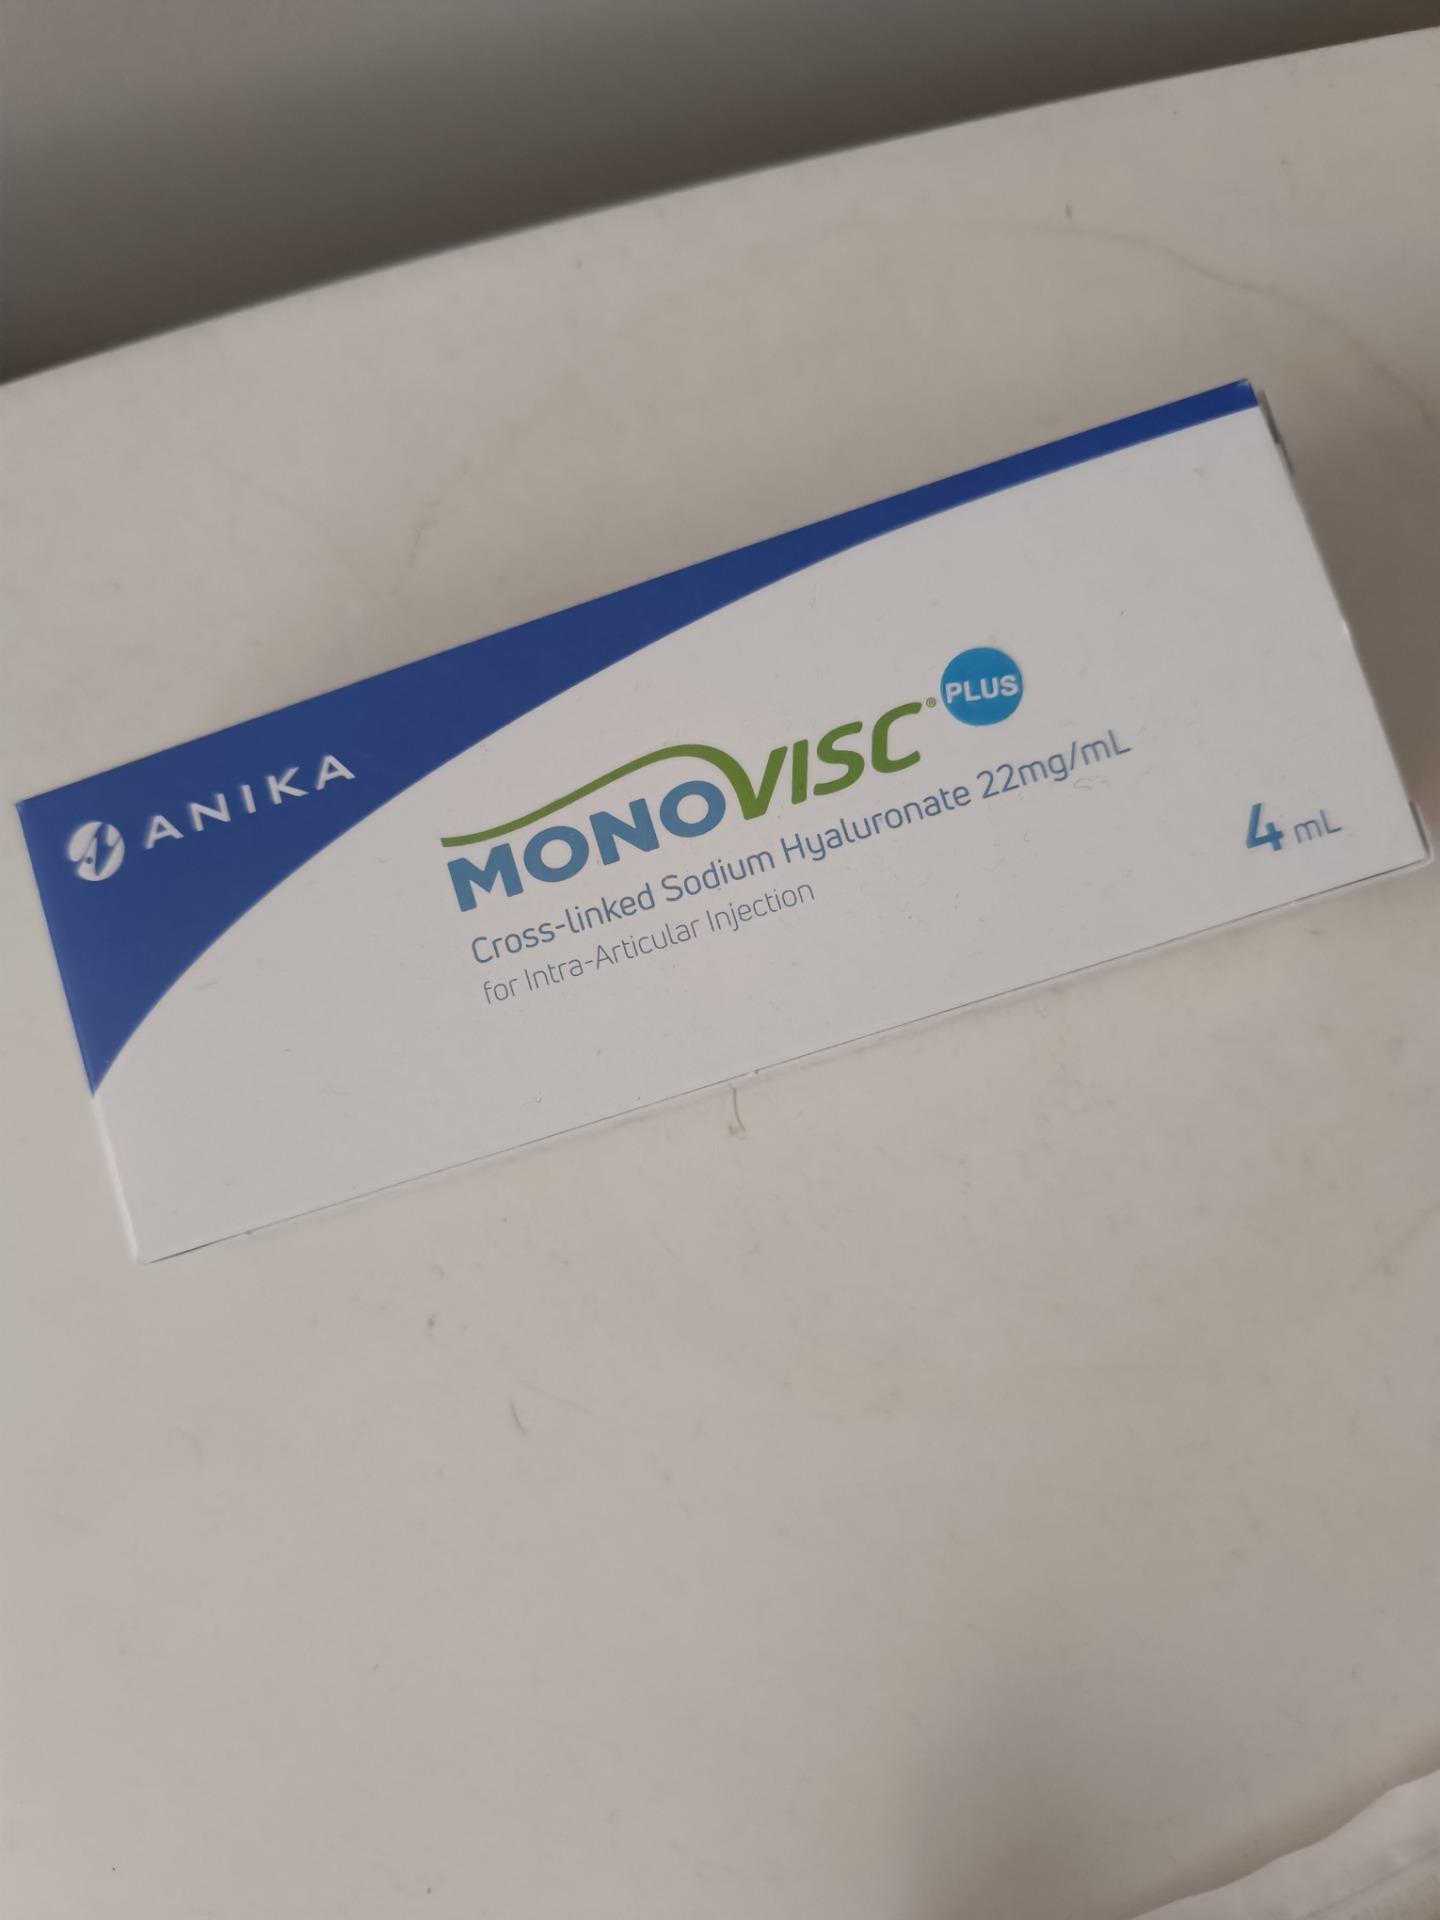 ANIKA
MONOVISC® PLUS
Cross-linked Sodium Hyaluronate 22mg/mL
for Intra-Articular Injection
4 mL